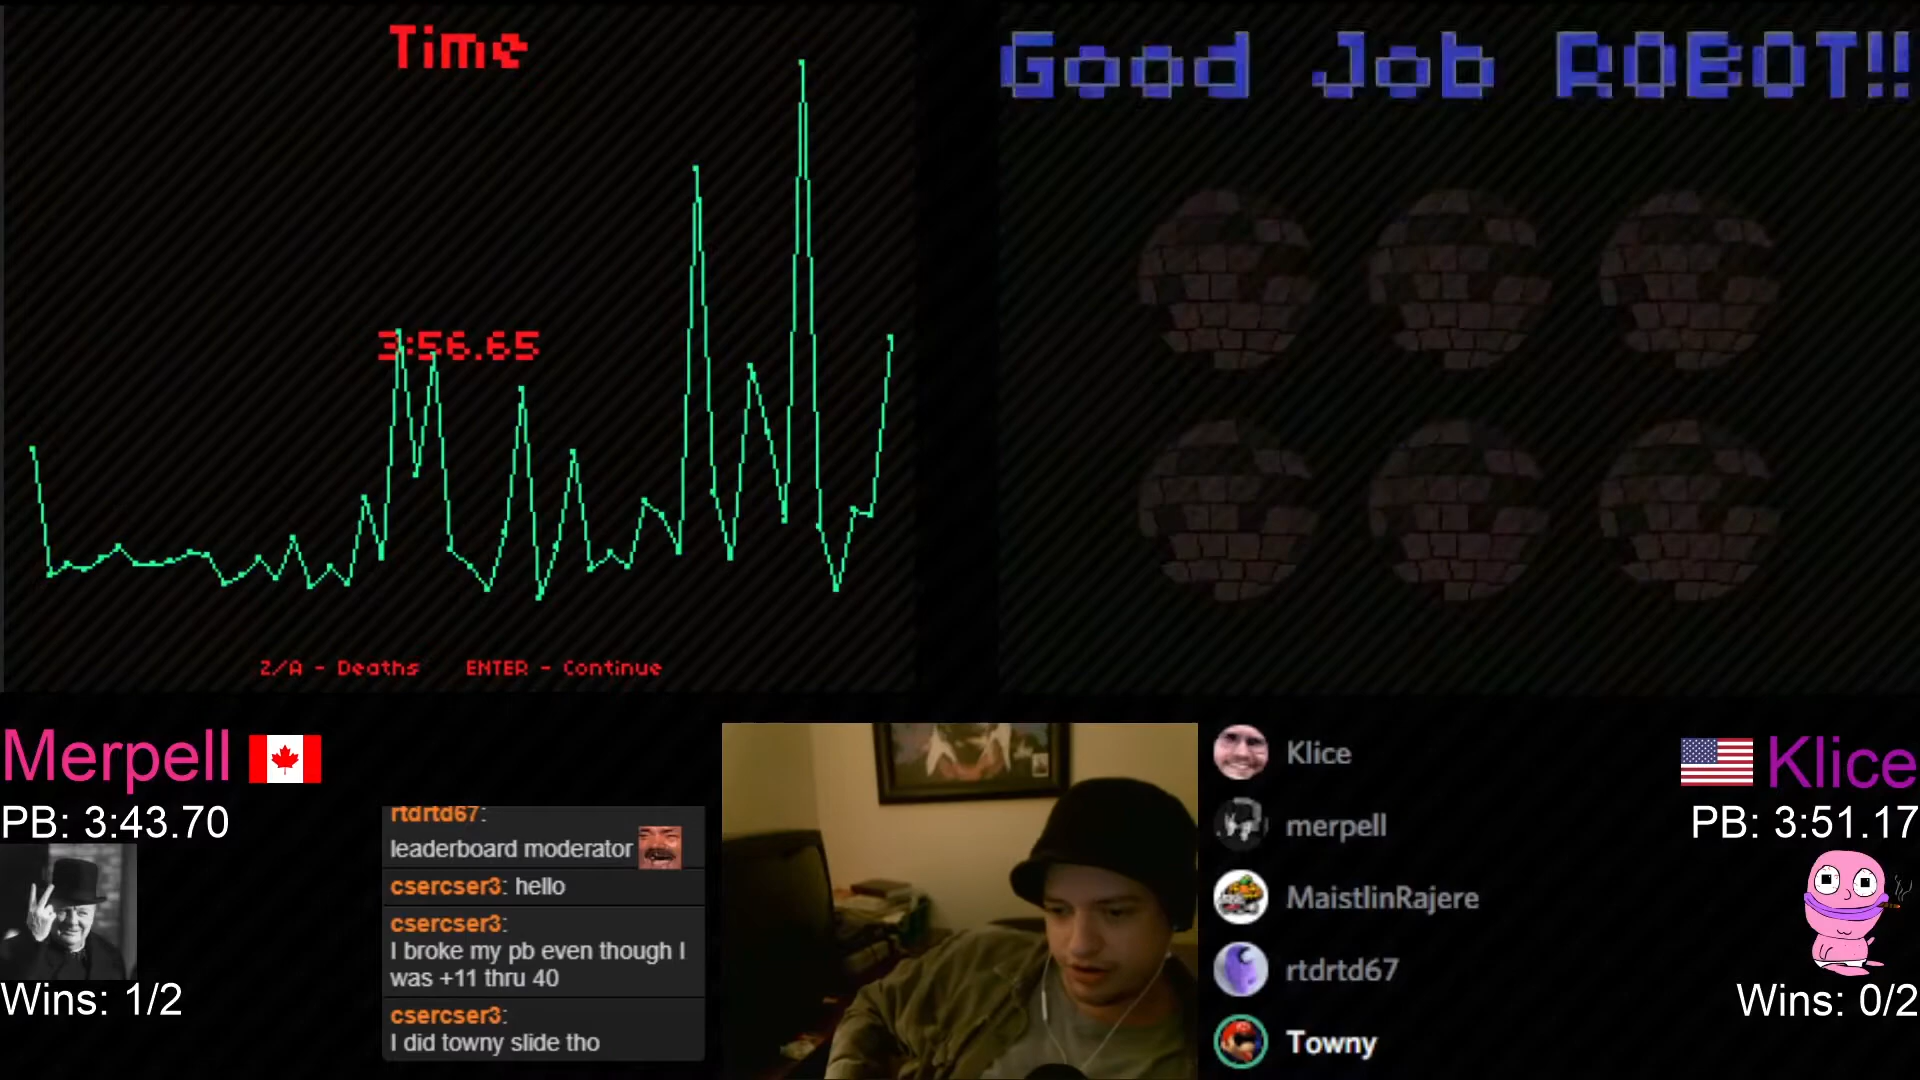 Time
Good Job ROBOT!!
3:56.65
Z/A - Deaths ENTER - Continue
Merpell
PB: 3:43.70
Wins: 1/2
rtdrtd67:
leaderboard moderator
csercser3: hello
csercser3:
I broke my pb even though I
was +11 thru 40
csercser3:
I did towny slide tho
Klice
merpell
MaistlinRajere
rtdrtd67
Towny
Klice
PB: 3:51.17
Wins: 0/2